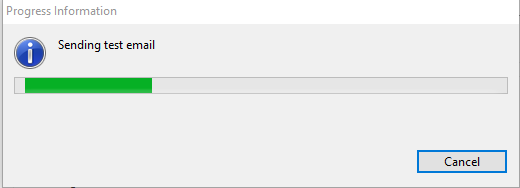 Progress Information
Sending test email
Cancel